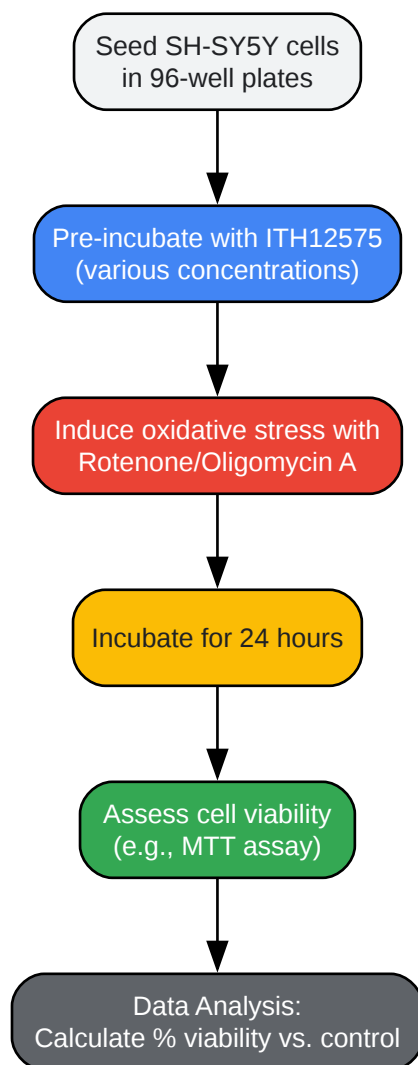 Seed SH-SY5Y cells
in 96-well plates
Pre-incubate with ITH12575
(various concentrations)
Induce oxidative stress with
Rotenone/Oligomycin A
Incubate for 24 hours
Assess cell viability
(e.g., MTT assay)
Data Analysis:
Calculate % viability vs. control